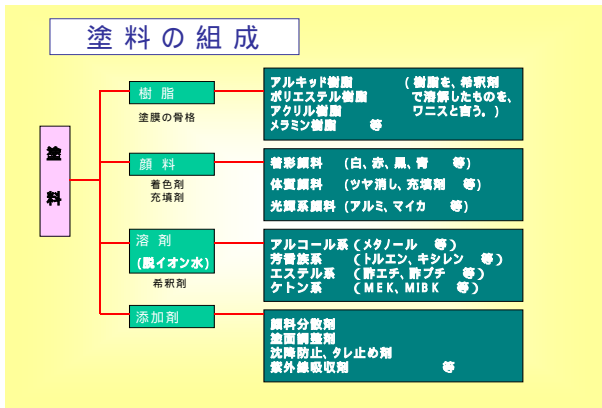 塗料の組成
塗料
樹 脂
塗膜の骨格
アルキッド樹脂 (樹脂を、希釈剤
ポリエステル樹脂 で溶解したものを、
アクリル樹脂 ワニスと言う。)
メラミン樹脂 等
顔 料
着色剤
充填剤
着彩顔料 (白、赤、黒、青 等)
体質顔料 (ツヤ消し、充填剤 等)
光輝系顔料 (アルミ、マイカ 等)
溶 剤
(脱イオン水)
希釈剤
アルコール系 (メタノール 等)
芳香族系 (トルエン、キシレン 等)
エステル系 (酢エチ、酢ブチ 等)
ケトン系 (MEK、MIBK 等)
添加剤
顔料分散剤
塗面調整剤
沈降防止、タレ止め剤
紫外線吸収剤 等